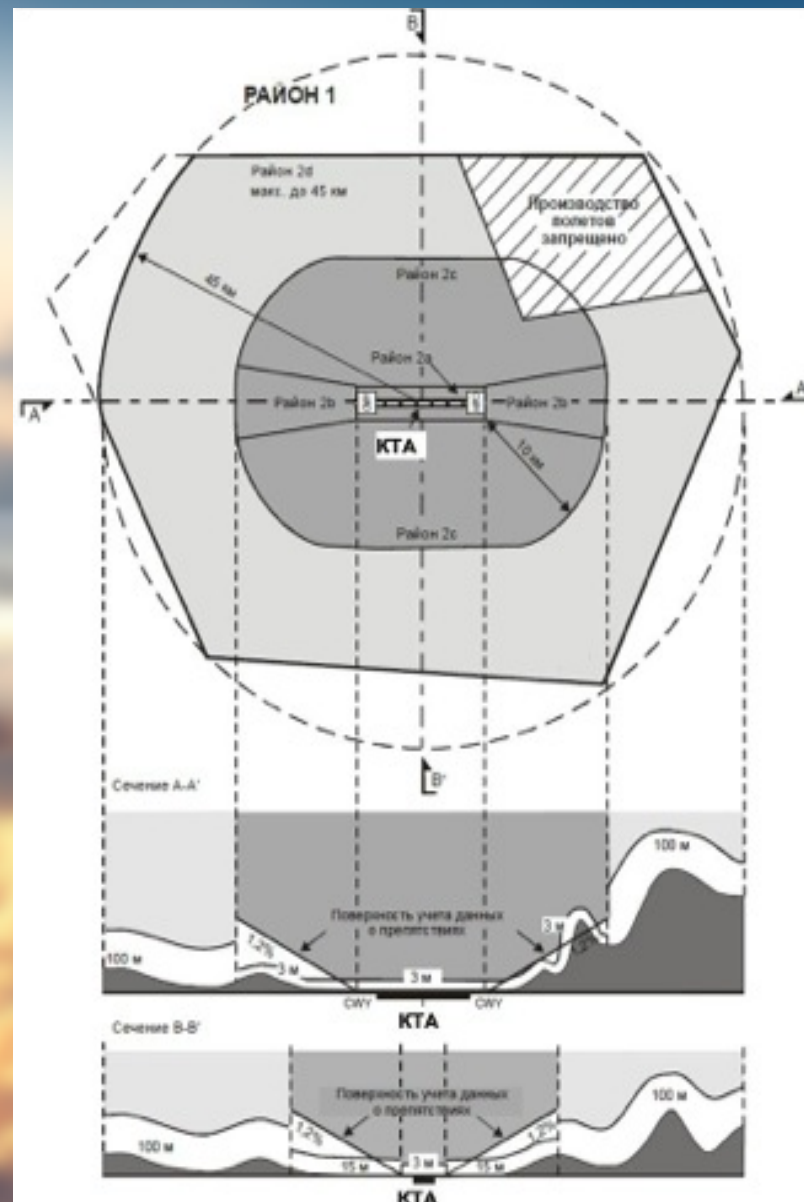 B
РАЙОН 1
Район 2d
макс. до 45 км
Производство
полетов
запрещено
45 км
Район 2c
Район 2a
A
Район 2b
Район 2b
A
КТА
10 км
Район 2c
B'
Сечение A-A'
100 м
Поверхность учета данных
о препятствиях
3 м
1,2%
1,2%
100 м
3 м
3 м
CWY
CWY
КТА
Сечение B-B'
Поверхность учета данных
о препятствиях
100 м
1,2%
1,2%
100 м
15 м
3 м
15 м
КТА